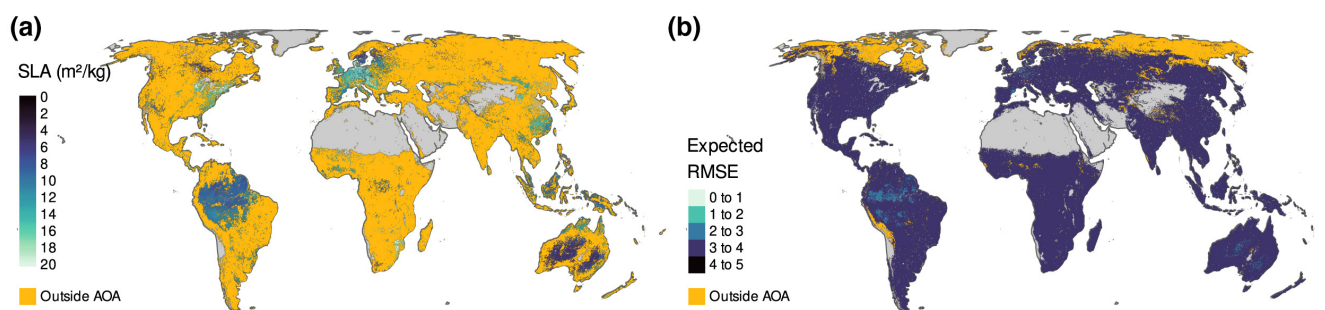 (a)
SLA (m²/kg)
0
2
4
6
8
10
12
14
16
18
20
Outside AOA
(b)
Expected
RMSE
0 to 1
1 to 2
2 to 3
3 to 4
4 to 5
Outside AOA